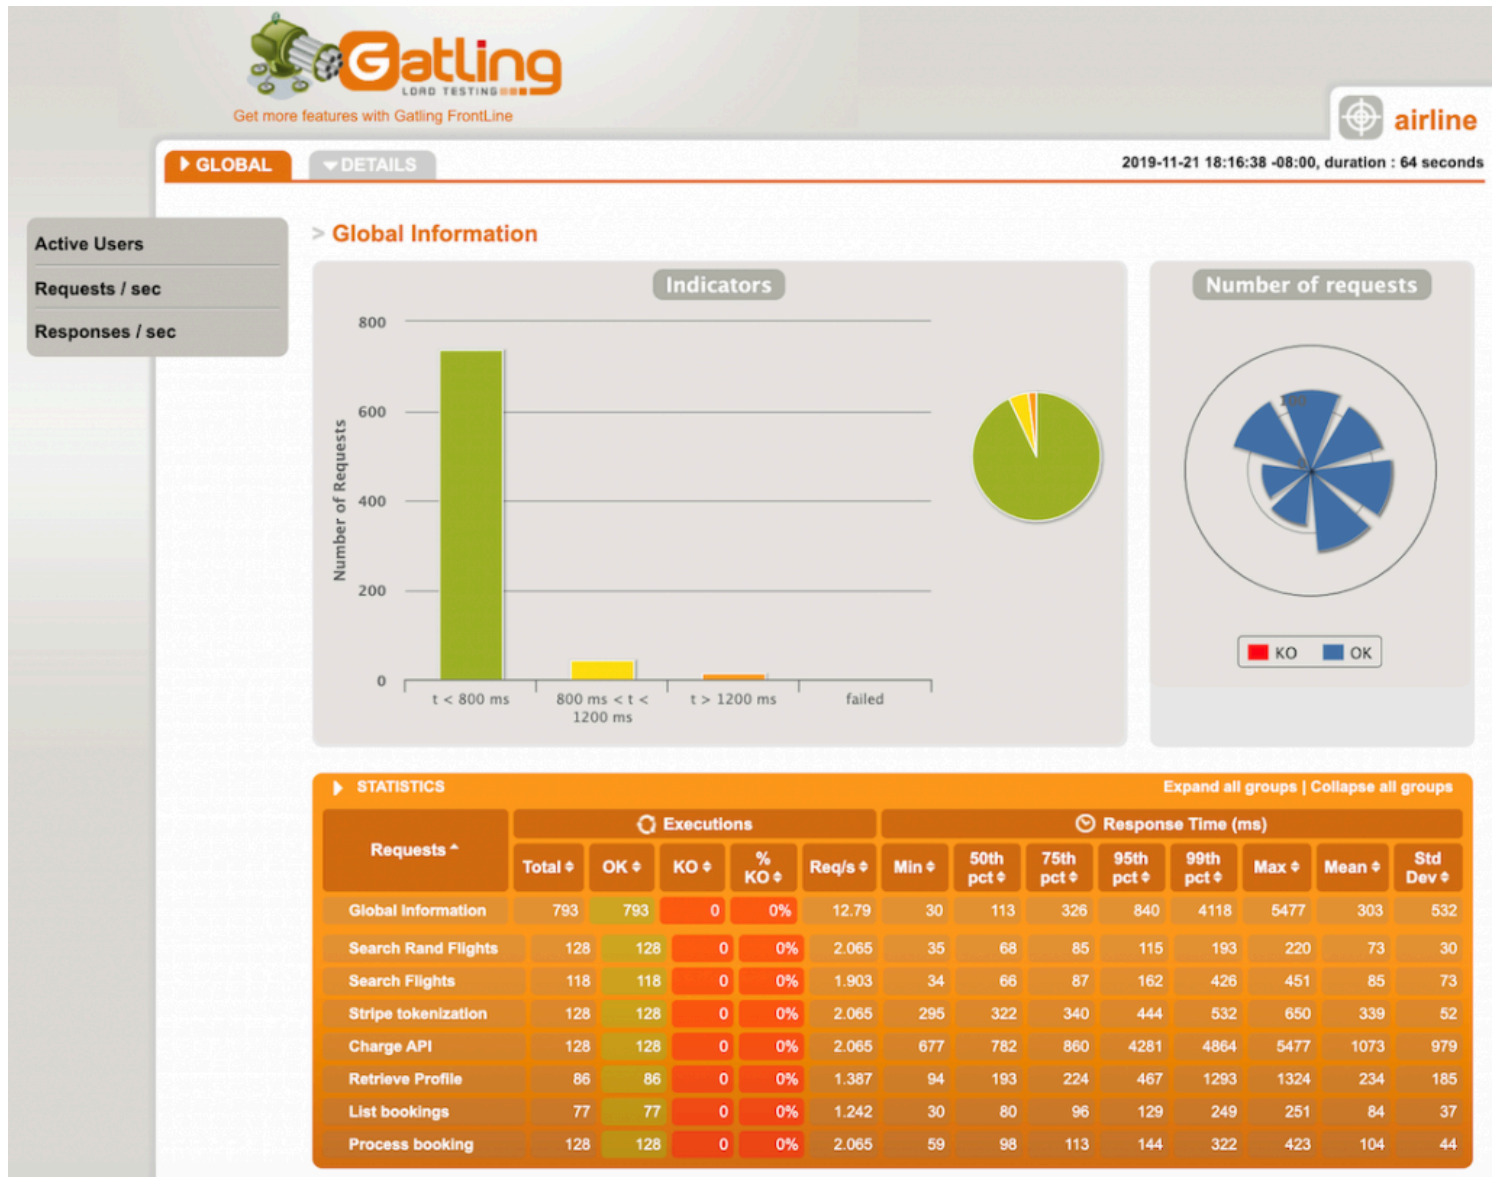 Gatling
LOAD TESTING
Get more features with Gatling FrontLine
airline
GLOBAL
DETAILS
2019-11-21 18:16:38 -08:00, duration : 64 seconds
Active Users
Requests / sec
Responses / sec
> Global Information
Indicators
Number of Requests
800
600
400
200
0
t < 800 ms
800 ms < t <
1200 ms
t > 1200 ms
failed
Number of requests
KO
OK
STATISTICS
Expand all groups | Collapse all groups
Requests
Executions
Response Time (ms)
Total OK KO % KO Req/s Min 50th pct 75th pct 95th pct 99th pct Max Mean Std Dev
Global Information 793 793 0 0% 12.79 30 113 326 840 4118 5477 303 532
Search Rand Flights 128 128 0 0% 2.065 35 68 85 115 193 220 73 30
Search Flights 118 118 0 0% 1.903 34 66 87 162 426 451 85 73
Stripe tokenization 128 128 0 0% 2.065 295 322 340 444 532 650 339 52
Charge API 128 128 0 0% 2.065 677 782 860 4281 4864 5477 1073 979
Retrieve Profile 86 86 0 0% 1.387 94 193 224 467 1293 1324 234 185
List bookings 77 77 0 0% 1.242 30 80 96 129 249 251 84 37
Process booking 128 128 0 0% 2.065 59 98 113 144 322 423 104 44